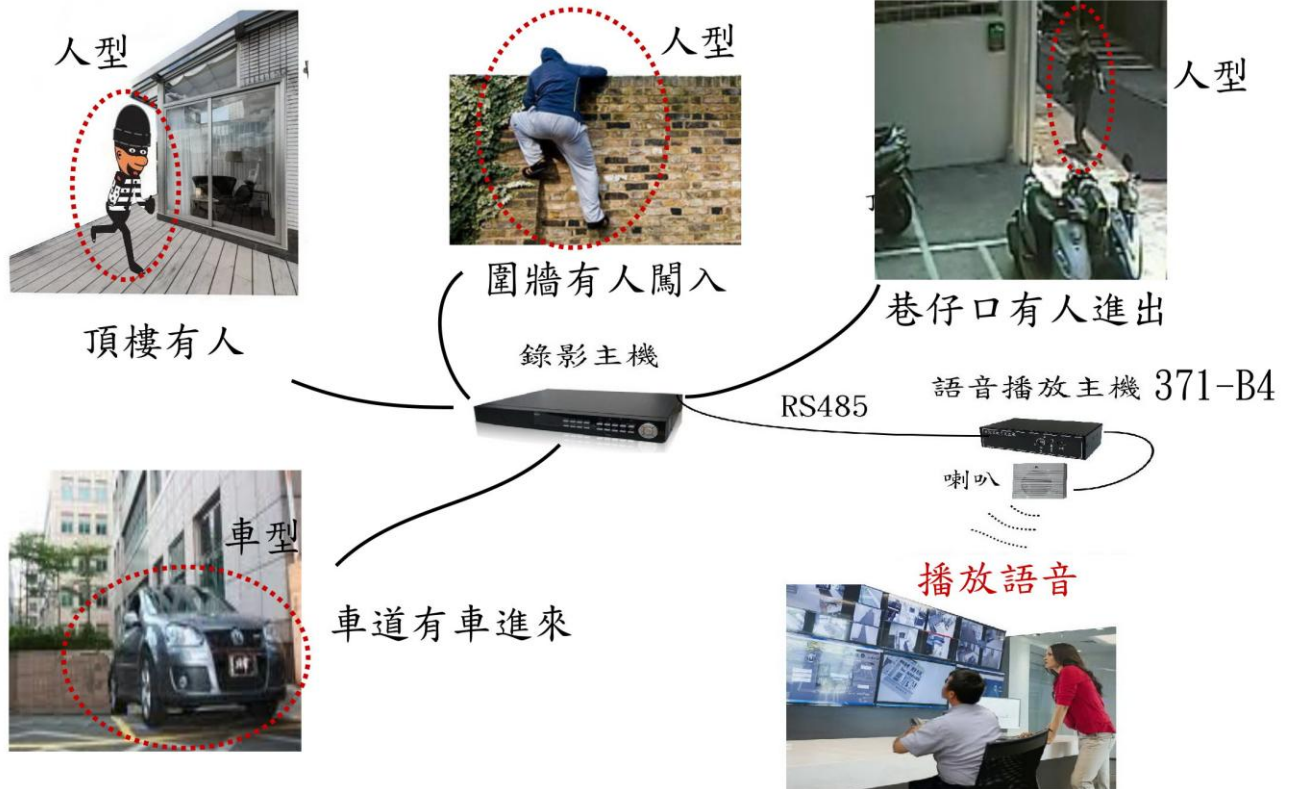 人型
人型
人型
圍牆有人闖入
巷仔口有人進出
頂樓有人
錄影主機
語音播放主機 371-B4
RS485
喇叭
車型
播放語音
車道有車進來